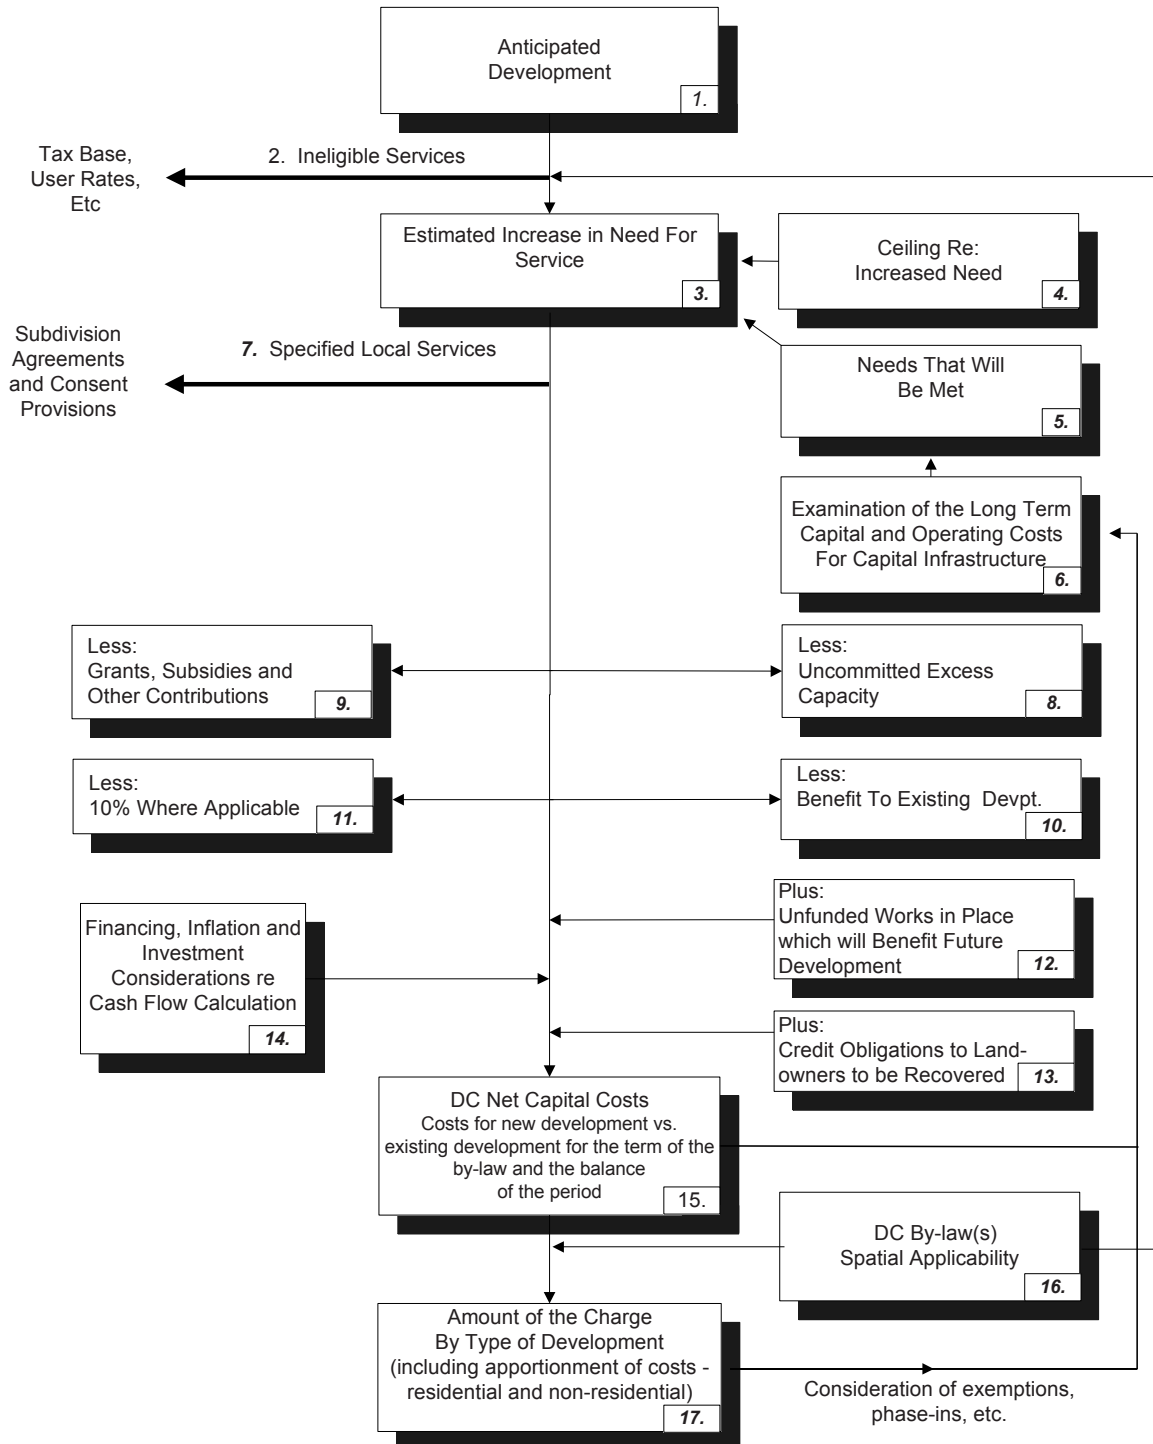 Anticipated
Development
1.
2. Ineligible Services
Tax Base,
User Rates,
Etc
Estimated Increase in Need For
Service
3.
Ceiling Re:
Increased Need
4.
7. Specified Local Services
Subdivision
Agreements
and Consent
Provisions
Needs That Will
Be Met
5.
Examination of the Long Term
Capital and Operating Costs
For Capital Infrastructure
6.
Less:
Grants, Subsidies and
Other Contributions
9.
Less:
Uncommitted Excess
Capacity
8.
Less:
10% Where Applicable
11.
Less:
Benefit To Existing Devpt.
10.
Financing, Inflation and
Investment
Considerations re
Cash Flow Calculation
14.
Plus:
Unfunded Works in Place
which will Benefit Future
Development
12.
Plus:
Credit Obligations to Land-
owners to be Recovered
13.
DC Net Capital Costs
Costs for new development vs.
existing development for the term of the
by-law and the balance
of the period
15.
DC By-law(s)
Spatial Applicability
16.
Amount of the Charge
By Type of Development
(including apportionment of costs -
residential and non-residential)
17.
Consideration of exemptions,
phase-ins, etc.